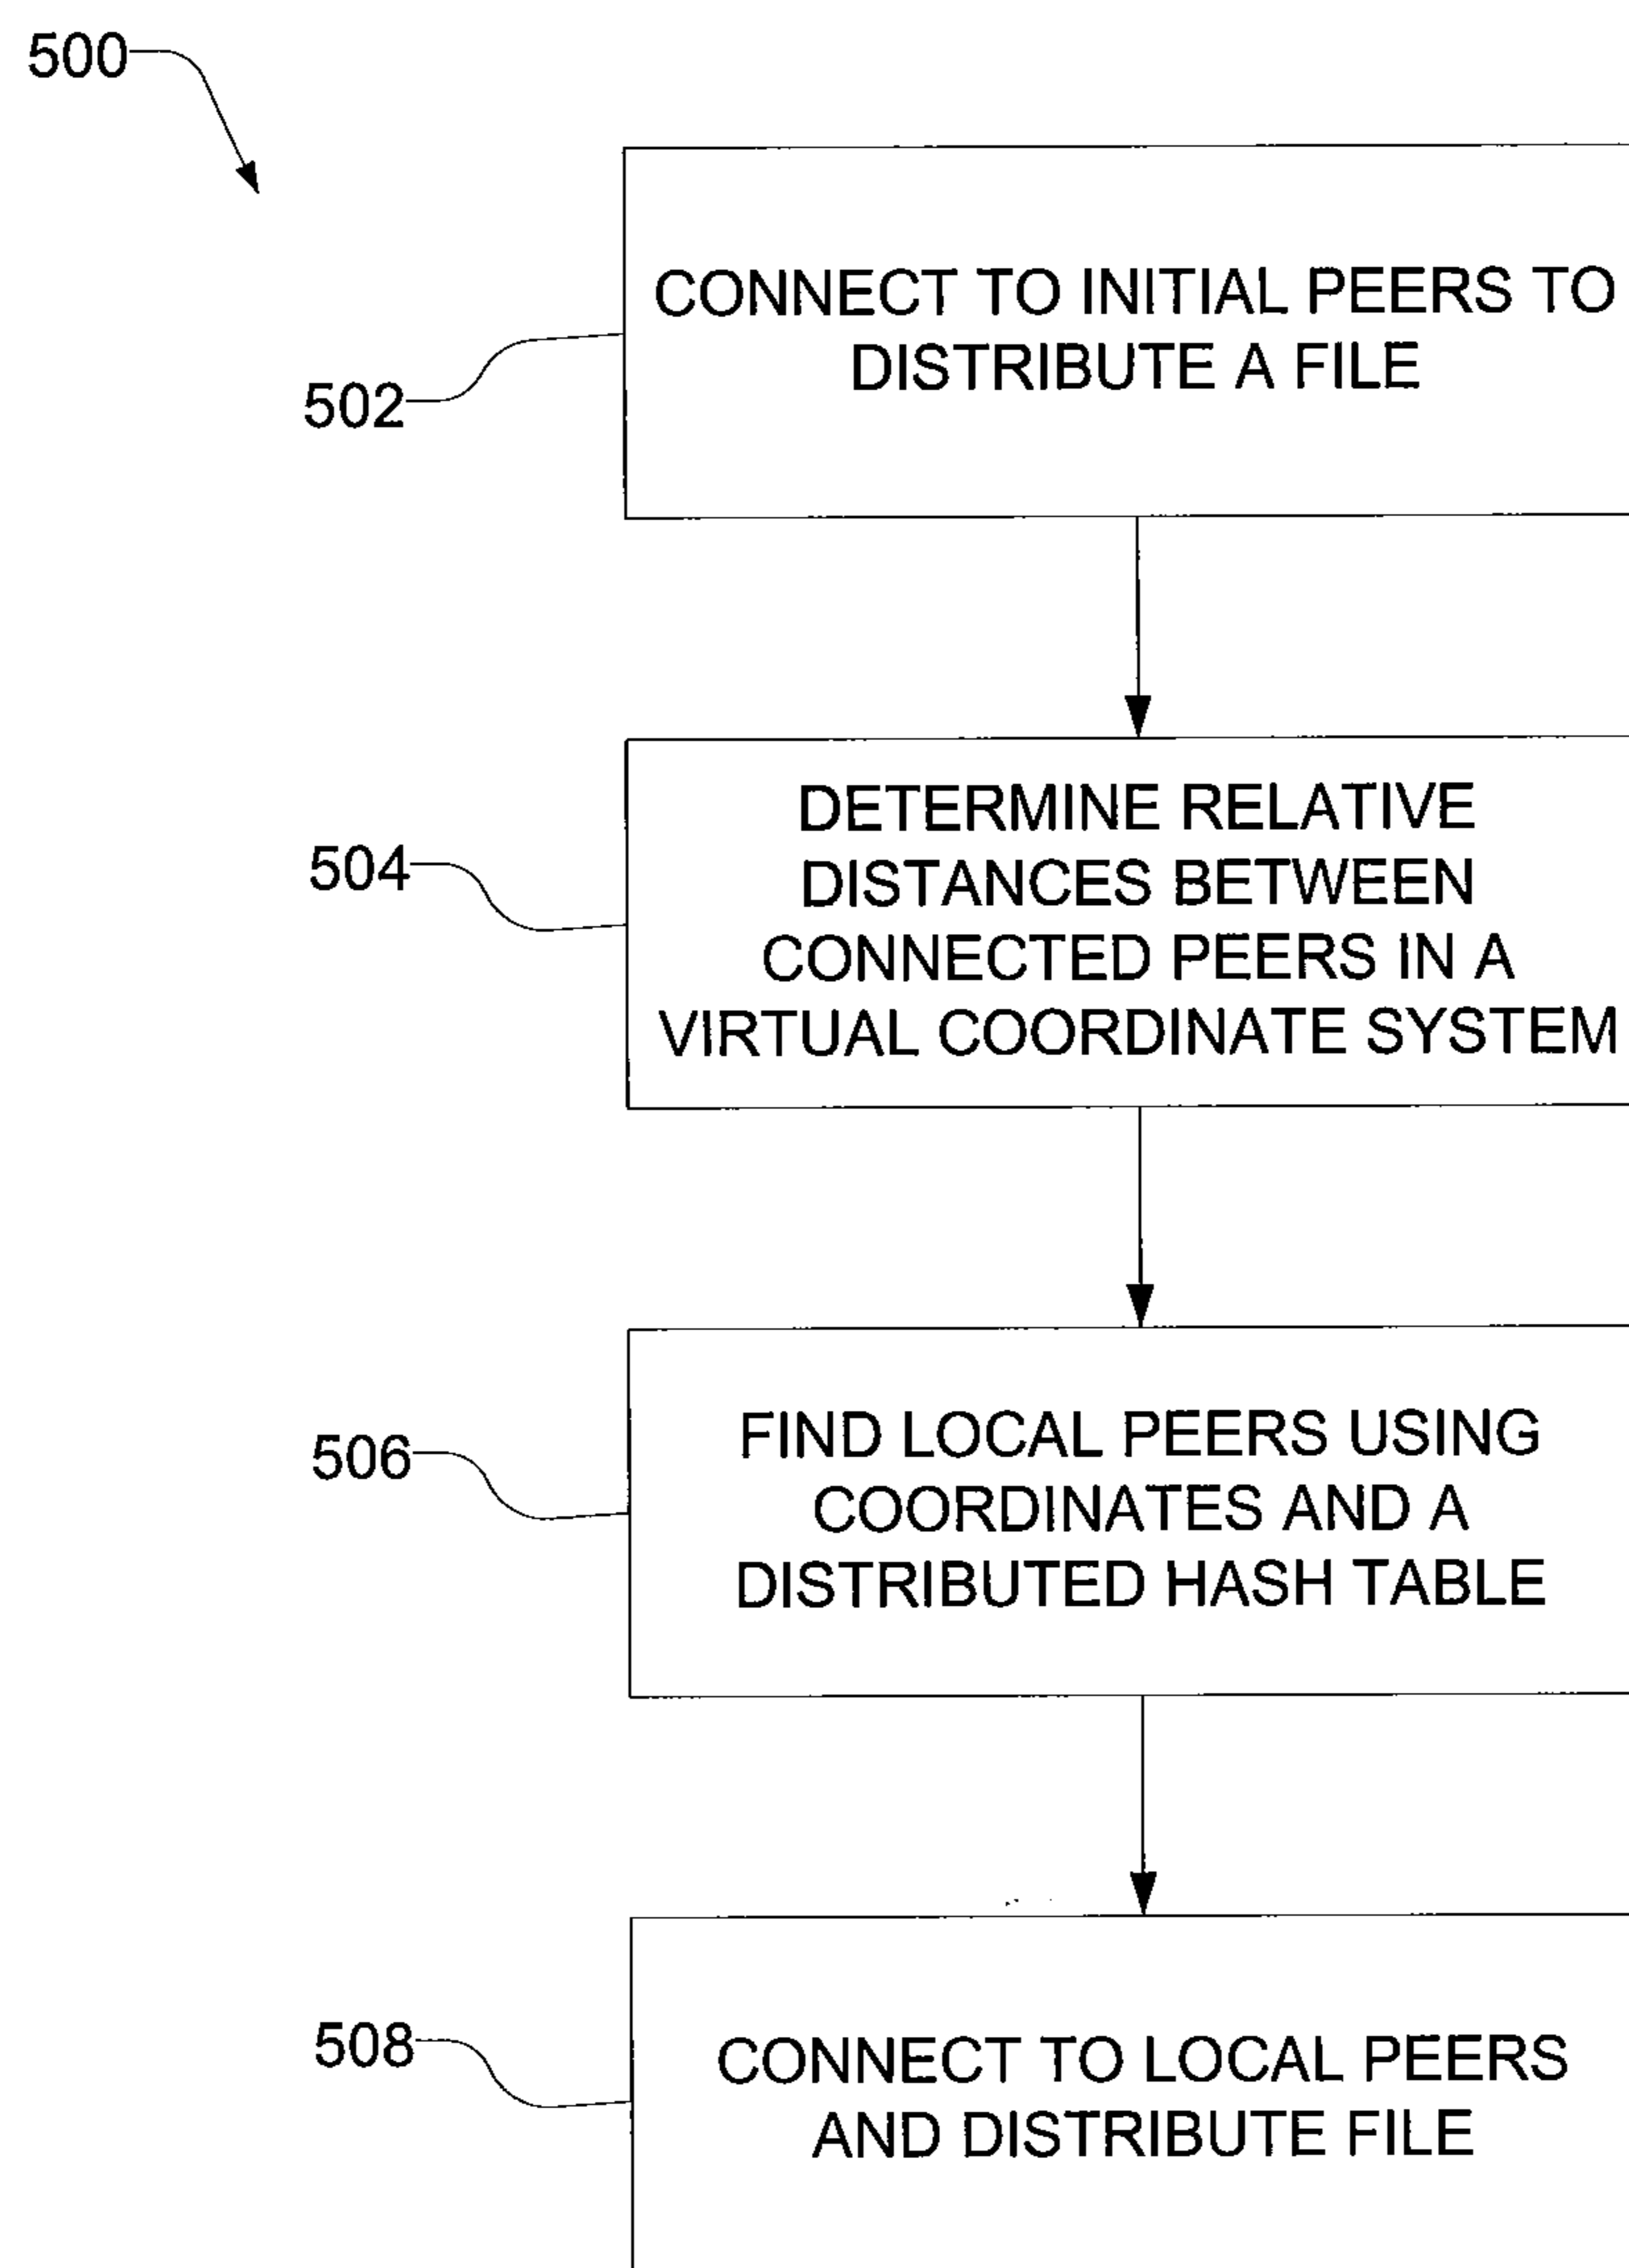 500
CONNECT TO INITIAL PEERS TO
DISTRIBUTE A FILE
502
DETERMINE RELATIVE
DISTANCES BETWEEN
CONNECTED PEERS IN A
VIRTUAL COORDINATE SYSTEM
504
FIND LOCAL PEERS USING
COORDINATES AND A
DISTRIBUTED HASH TABLE
506
CONNECT TO LOCAL PEERS
AND DISTRIBUTE FILE
508